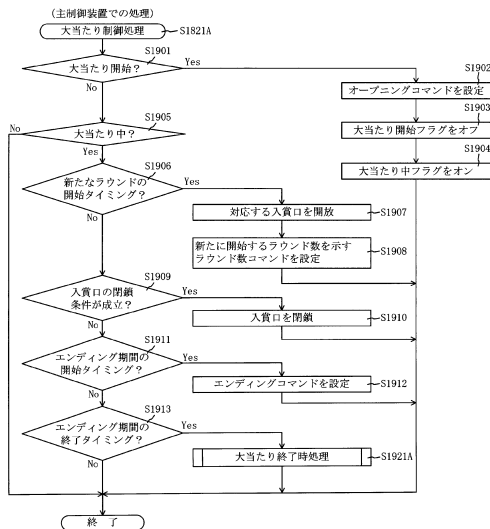 (主制御装置での処理)
大当たり制御処理 S1821A
S1901
大当たり開始?
Yes
No
S1902
オープニングコマンドを設定
S1903
大当たり開始フラグをオフ
S1904
大当たり中フラグをオン
S1905
大当たり中?
No
Yes
S1906
新たなラウンドの
開始タイミング?
Yes
No
対応する入賞口を開放 S1907
新たに開始するラウンド数を示す
ラウンド数コマンドを設定 S1908
S1909
入賞口の閉鎖
条件が成立?
Yes
No
入賞口を閉鎖 S1910
S1911
エンディング期間の
開始タイミング?
Yes
No
エンディングコマンドを設定 S1912
S1913
エンディング期間の
終了タイミング?
Yes
No
大当たり終了時処理 S1921A
終了